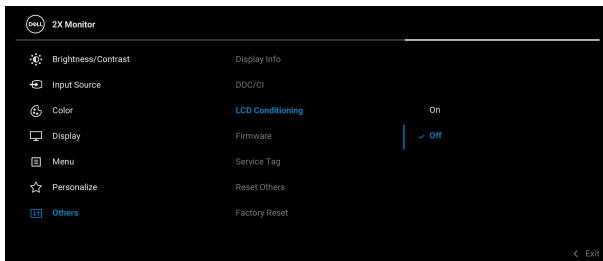 DELL 2X Monitor
Brightness/Contrast Display Info
Input Source DDC/CI
Color LCD Conditioning On
Display Firmware Off
Menu Service Tag
Personalize Reset Others
Others Factory Reset
Exit